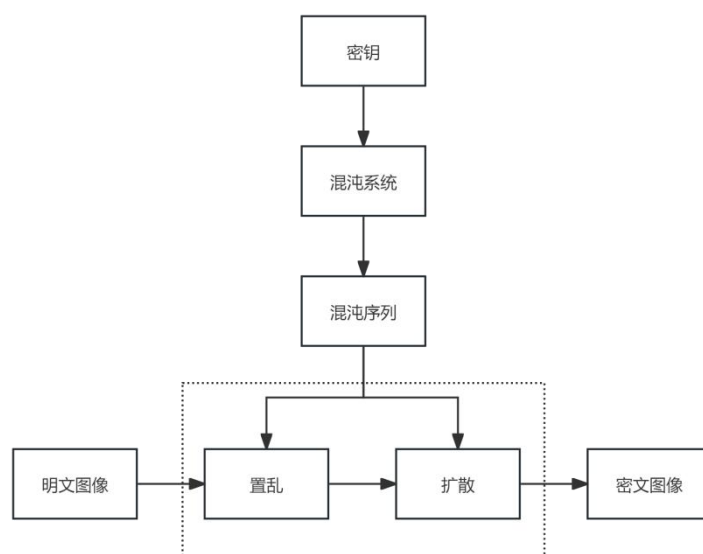 密钥
混沌系统
混沌序列
明文图像
置乱
扩散
密文图像